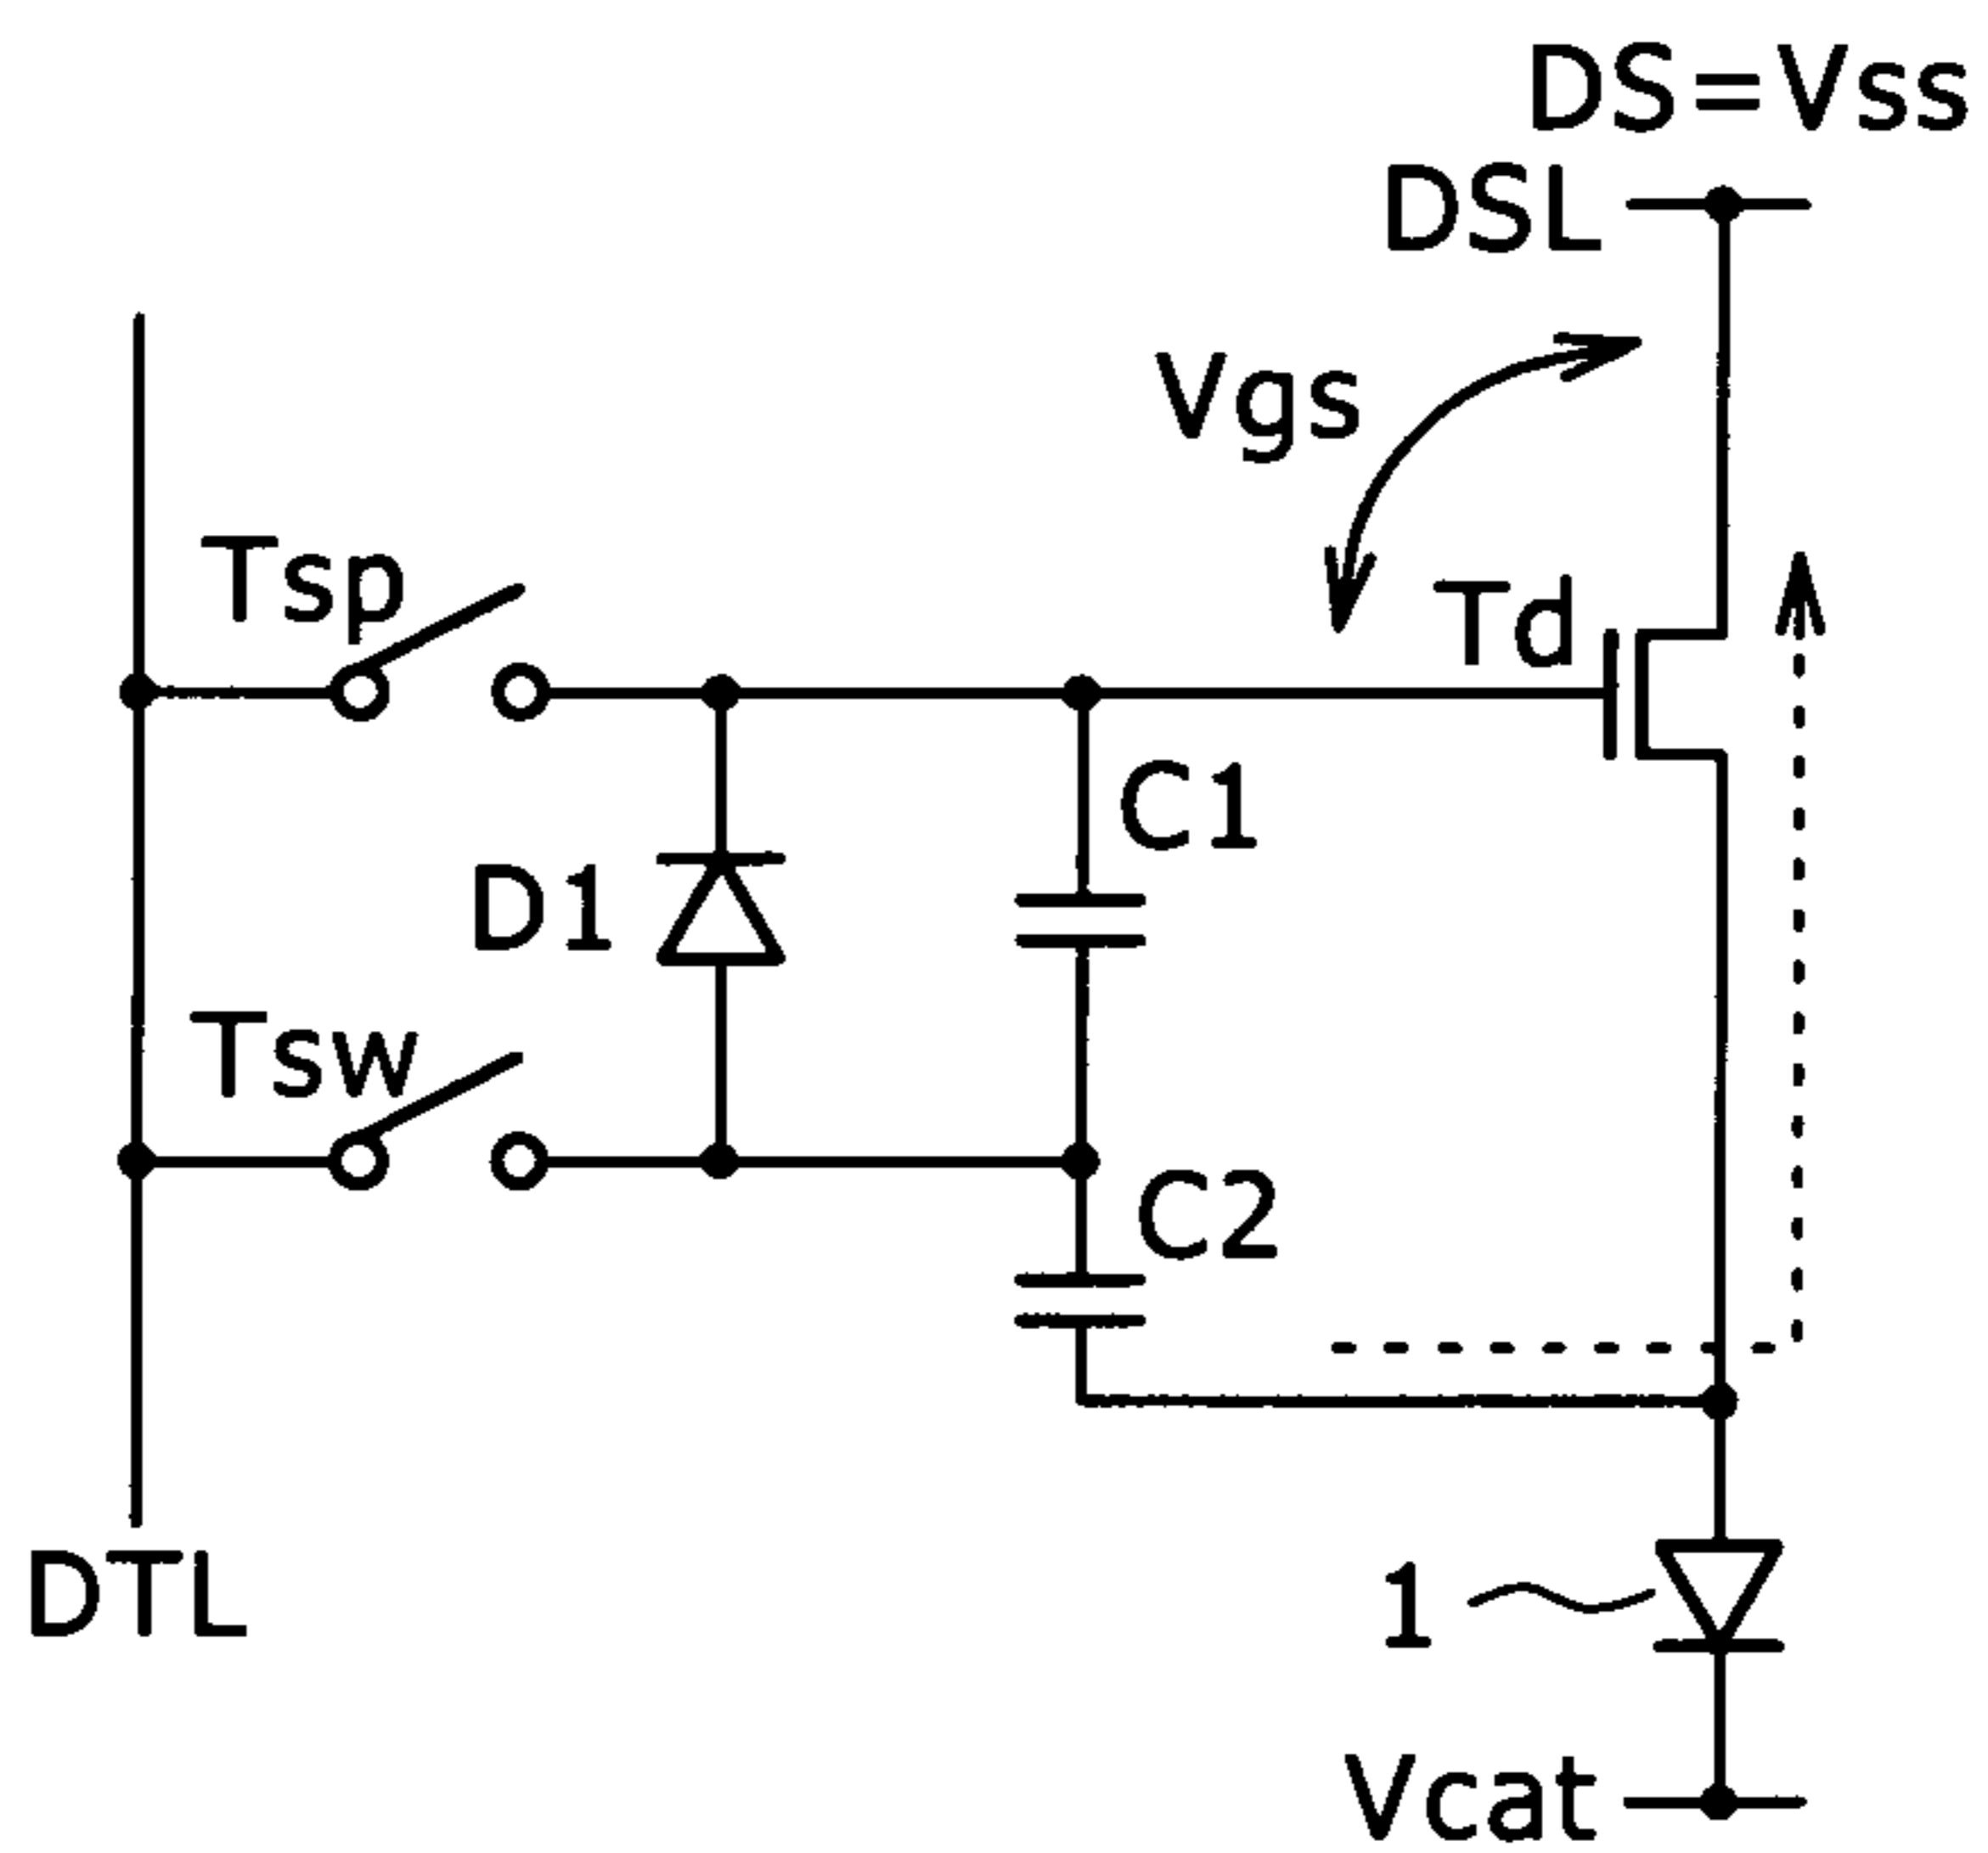 DS=Vss
DSL
Vgs
Tsp
Td
C1
D1
Tsw
C2
DTL
1
Vcat